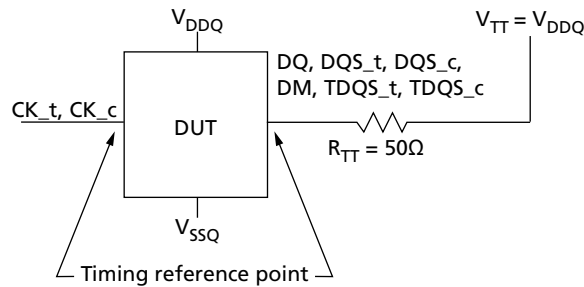 V_DDQ
V_TT = V_DDQ
DQ, DQS_t, DQS_c,
DM, TDQS_t, TDQS_c
CK_t, CK_c
DUT
R_TT = 50Ω
V_SSQ
Timing reference point